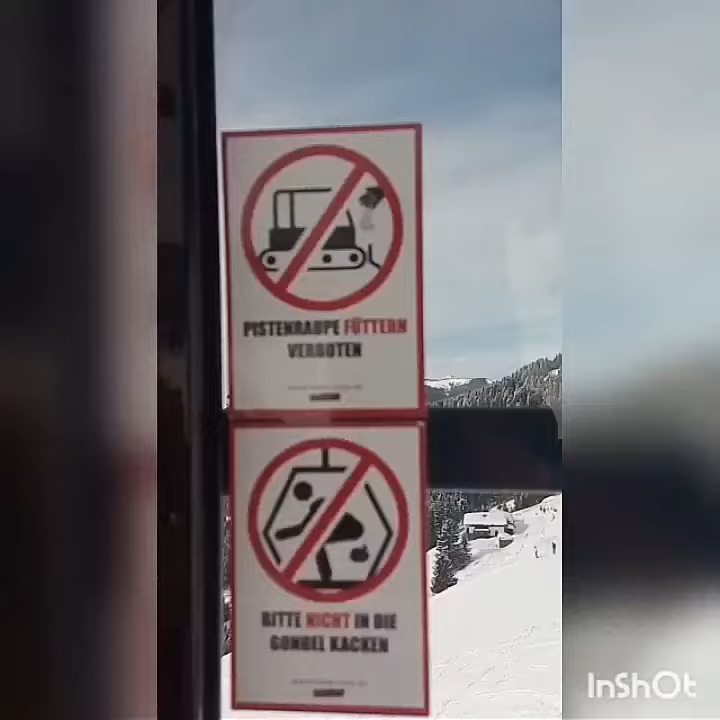 PISTENRAUPE FÜTTERN
VERBOTEN
BITTE NICHT IN DIE
GONDEL KACKEN
InShOt